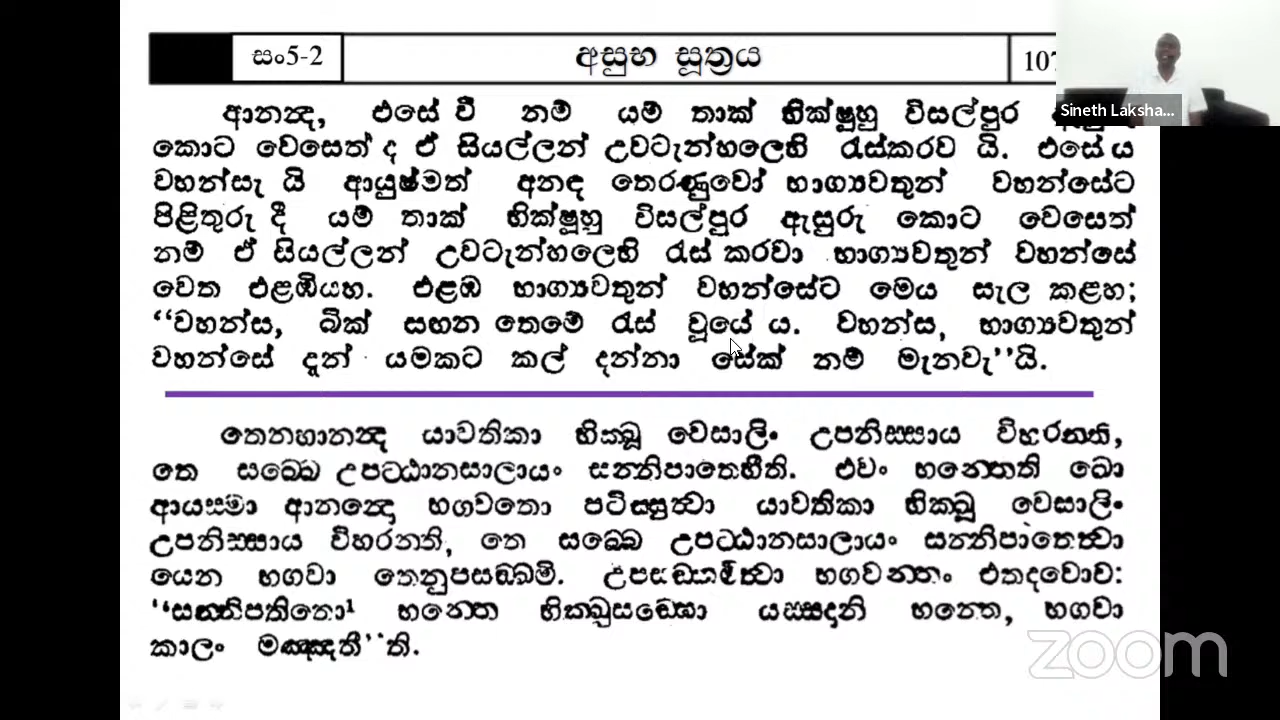 සං5-2
අසුභ සූත්‍රය
107
Sineth Laksha...
ආනන්‍ද, එසේ වී නම් යම් තාක් භික්ෂූහු විසල්පුර
කොට වෙසෙත් ද ඒ සියල්ලන් උවටැන්හලෙහි රැස්කරව යි. එසේ ය
වහන්සැ යි ආයුෂ්මත් අනඳ තෙරණුවෝ භාග්‍යවතුන් වහන්සේට
පිළිතුරු දී යම් තාක් භික්ෂූහු විසල්පුර ඇසුරු කොට වෙසෙත්
නම් ඒ සියල්ලන් උවටැන්හලෙහි රැස් කරවා භාග්‍යවතුන් වහන්සේ
වෙත එළඹියහ. එළඹ භාග්‍යවතුන් වහන්සේට මෙය සැල කළහ;
“වහන්ස, බික් සඟන තෙමේ රැස් වූයේ ය. වහන්ස, භාග්‍යවතුන්
වහන්සේ දැන් යමකට කල් දන්නා සේක් නම් මැනවැ”යි.
තෙනහානන්‍ද යාවතිකා භික්ඛූ වෙසාලිං උපනිස්සාය විහරන්ති,
තෙ සබ්බෙ උපට්ඨානසාලායං සන්නිපාතෙහීති. එවං භන්තෙති ඛො
ආයස්මා ආනන්‍දො භගවතො පටිස්සුත්වා යාවතිකා භික්ඛූ වෙසාලිං
උපනිස්සාය විහරන්ති, තෙ සබ්බෙ උපට්ඨානසාලායං සන්නිපාතෙත්වා
යෙන භගවා තෙනුපසඞ්කමි. උපසඞ්කමිත්වා භගවන්තං එතදවොච:
“සන්නිපතිතො¹ භන්තෙ භික්ඛුසඞ්ඝො යස්සදානි භන්තෙ, භගවා
කාලං මඤ්ඤතී”ති.
zoom